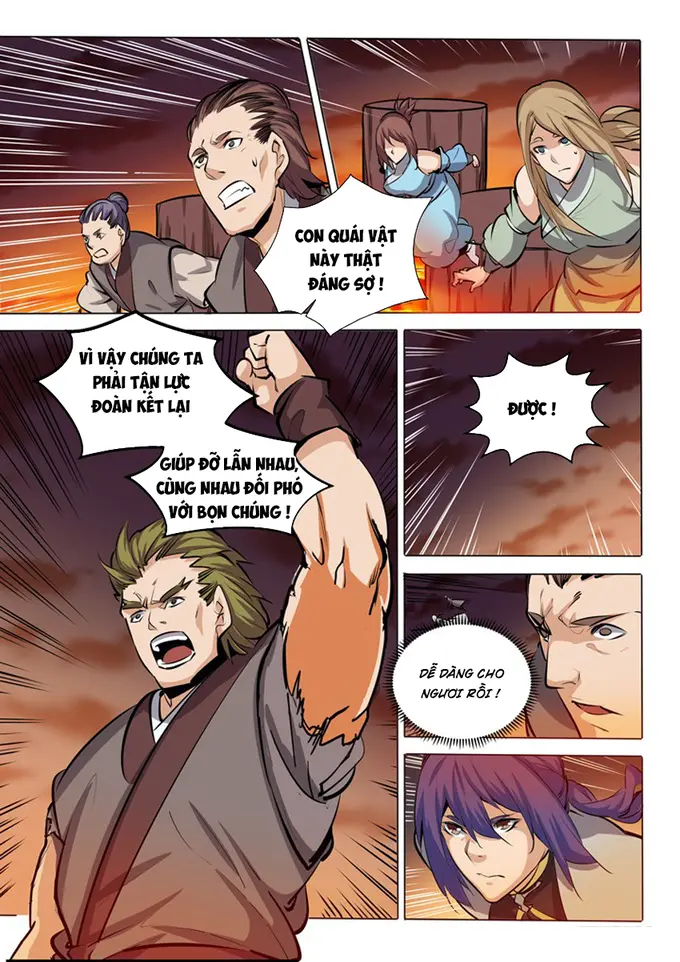 CON QUÁI VẬT
NÀY THẬT
ĐÁNG SỢ !
VÌ VẬY CHÚNG TA
PHẢI TẬN LỰC
ĐOÀN KẾT LẠI
GIÚP ĐỠ LẪN NHAU,
CÙNG NHAU ĐỐI PHÓ
VỚI BỌN CHÚNG !
ĐƯỢC !
DỄ DÀNG CHO
NGƯƠI RỒI !